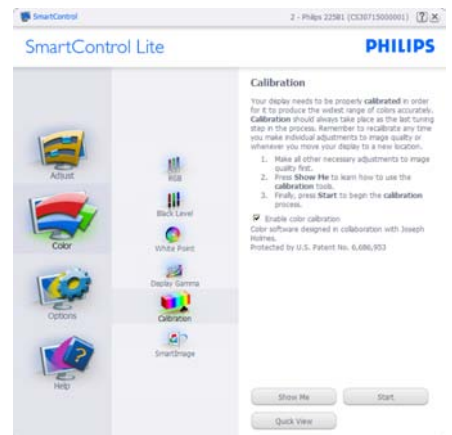 SmartControl
2 - Philips 225B1 (CS30715000001)
SmartControl Lite
PHILIPS
Adjust
Color
Options
Help
RGB
Black Level
White Point
Display Gamma
Calibration
SmartImage
Calibration
Your display needs to be properly calibrated in order
for it to produce the widest range of colors accurately.
Calibration should always take place as the last tuning
step in the process. Remember to recalibrate any time
you make individual adjustments to image quality or
whenever you move your display to a new location.
1. Make all other necessary adjustments to image
quality first.
2. Press Show Me to learn how to use the
calibration tools.
3. Finally, press Start to begin the calibration
process.
Enable color calibration
Color software designed in collaboration with Joseph
Holmes.
Protected by U.S. Patent No. 6,686,953
Show Me
Start
Quick View